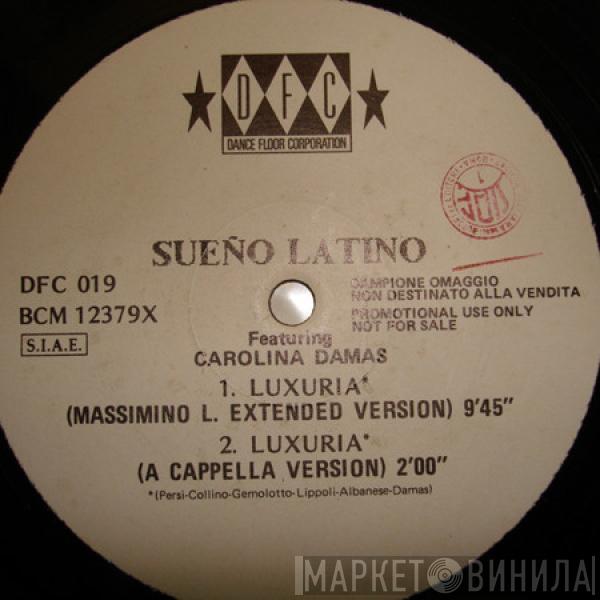 DFC
DANCE FLOOR CORPORATION
SUEÑO LATINO
DFC 019
BCM 12379X
S.I.A.E.
CAMPIONE OMAGGIO
NON DESTINATO ALLA VENDITA
PROMOTIONAL USE ONLY
NOT FOR SALE
Featuring
CAROLINA DAMAS
1. LUXURIA*
(MASSIMINO L. EXTENDED VERSION) 9'45"
2. LUXURIA*
(A CAPPELLA VERSION) 2'00"
*(Persi-Collino-Gemolotto-Lippoli-Albanese-Damas)
МАРКЕТ ВИНИЛА